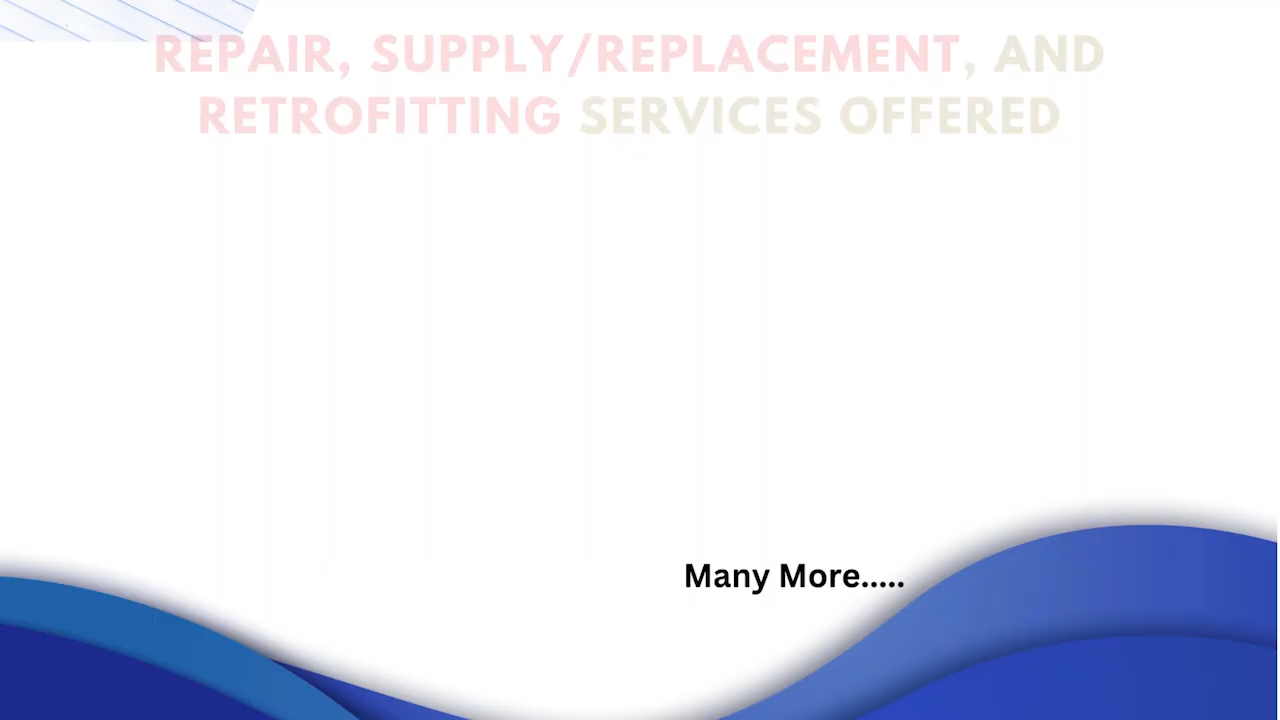 REPAIR, SUPPLY/REPLACEMENT, AND
RETROFITTING SERVICES OFFERED
Many More.....